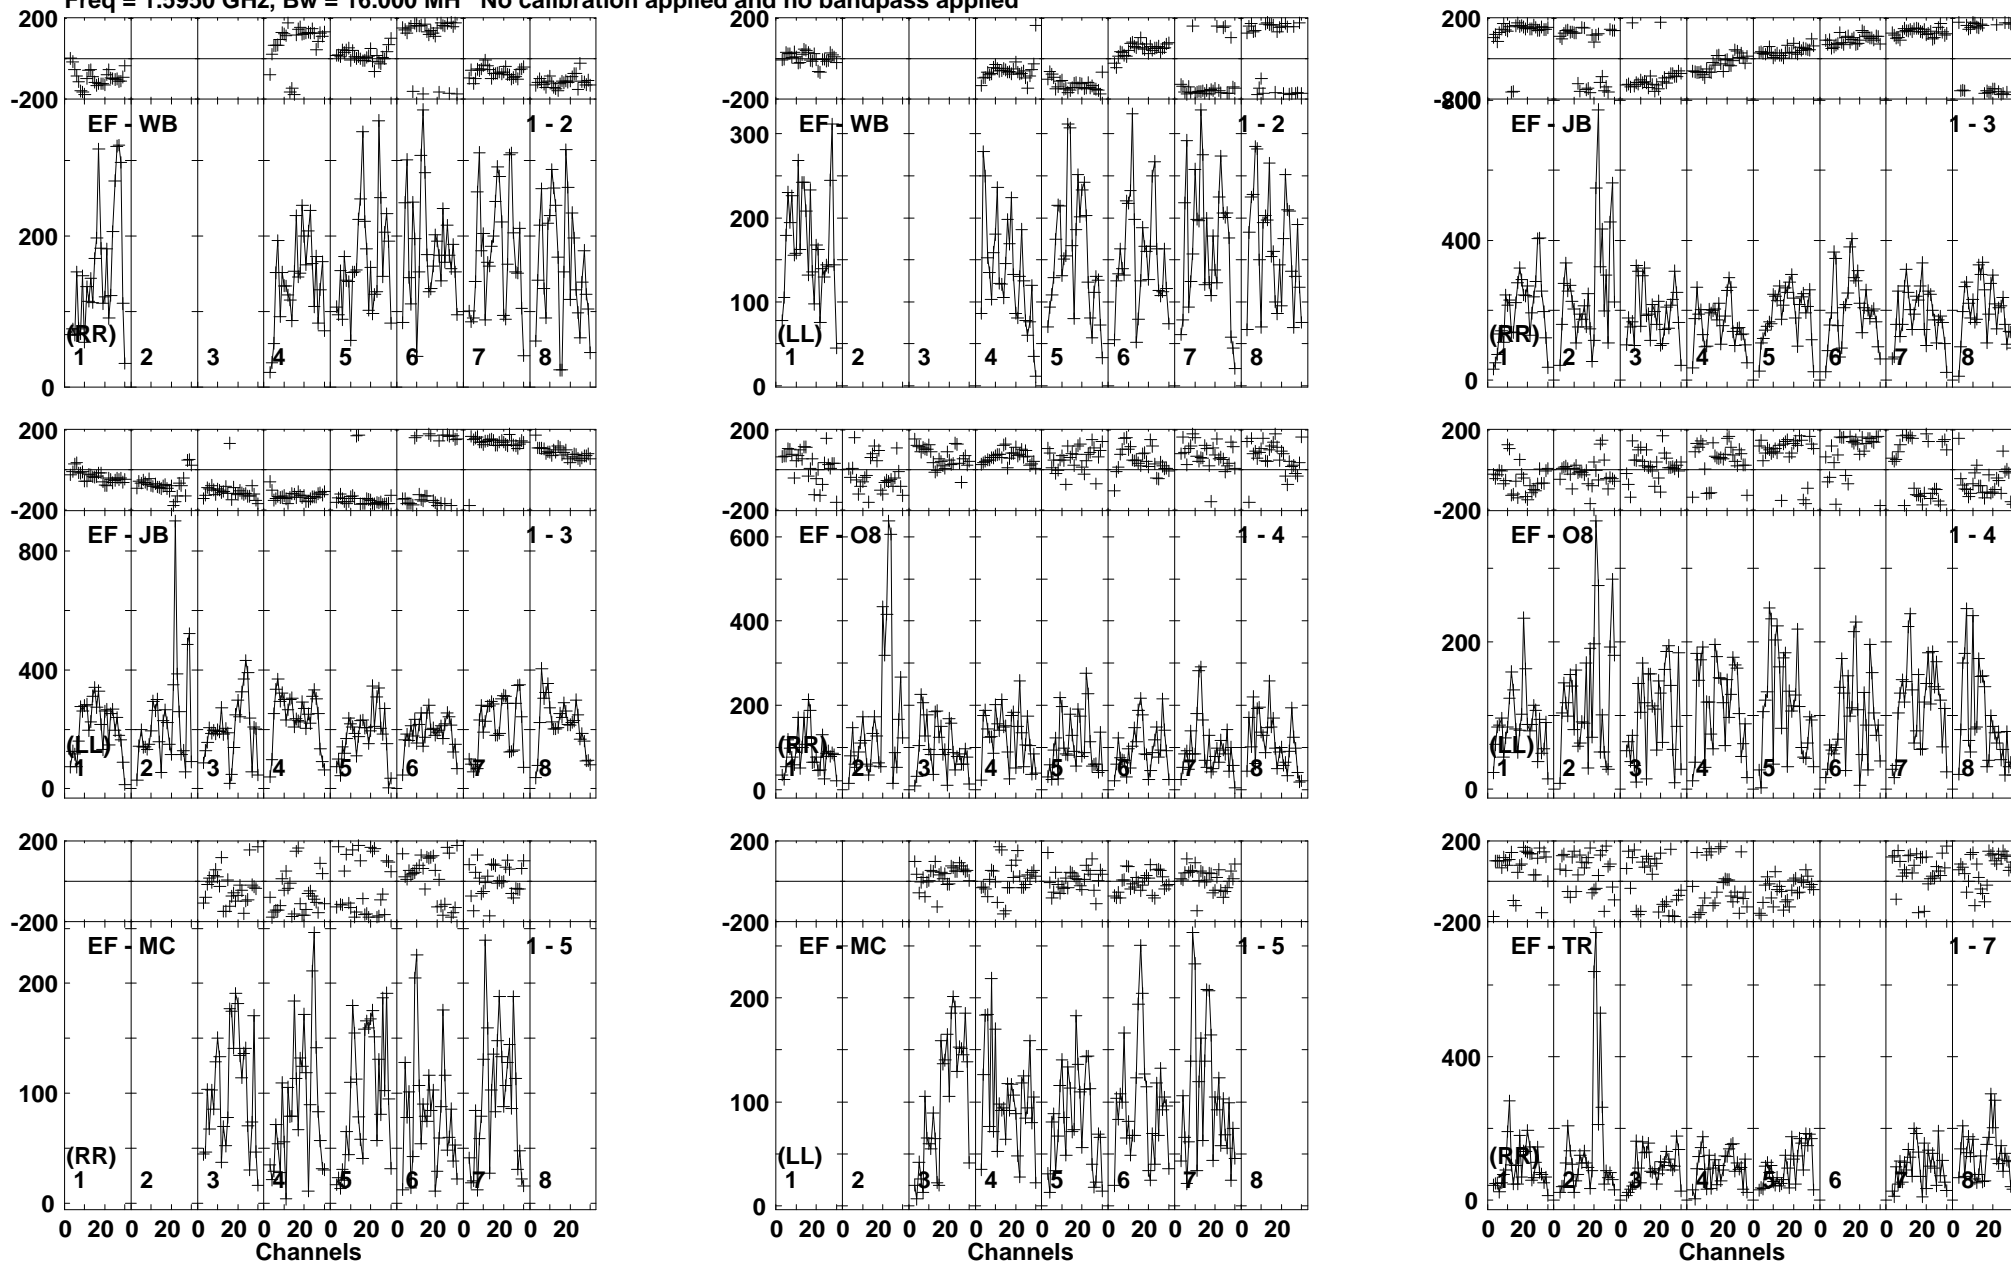 Freq = 1.5950 GHz, Bw = 16.000 MH No calibration applied and no bandpass applied
200 200 200
-200 -200 -200
EF - WB 1 - 2 EF - WB 1 - 2 800 EF - JB 1 - 3
300
200 200 400
100
(RR) (LL) (RR)
1 2 3 4 5 6 7 8 1 2 3 4 5 6 7 8 1 2 3 4 5 6 7 8
0 0 0
200 200 200
-200 -200 -200
EF - JB 1 - 3 EF - O8 1 - 4 EF - O8 1 - 4
800 600
400 400 200
200
(LL) (RR) (LL)
1 2 3 4 5 6 7 8 1 2 3 4 5 6 7 8 1 2 3 4 5 6 7 8
0 0 0
200 200 200
-200 -200 -200
EF - MC 1 - 5 EF - MC 1 - 5 EF - TR 1 - 7
200 200 400
100 100
(RR) (LL) (RR)
1 2 3 4 5 6 7 8 1 2 3 4 5 6 7 8 1 2 3 4 5 6 7 8
0 0 0
0 20 0 20 0 20 0 20 0 20 0 20 0 20 0 20 0 20 0 20 0 20 0 20 0 20 0 20 0 20 0 20 0 20 0 20 0 20 0 20 0 20 0 20 0 20 0 20
Channels Channels Channels